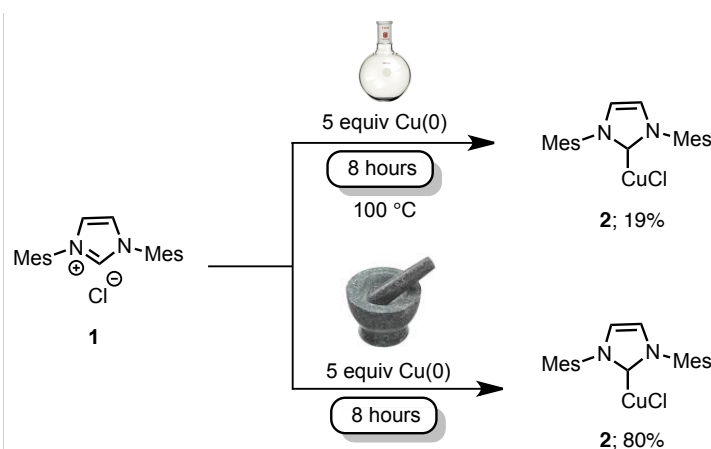 5 equiv Cu(0)
8 hours
100 °C
N
N
Mes
Mes
CuCl
2; 19%
N
N
Mes
Mes
⊕
⊖
Cl
1
5 equiv Cu(0)
8 hours
N
N
Mes
Mes
CuCl
2; 80%